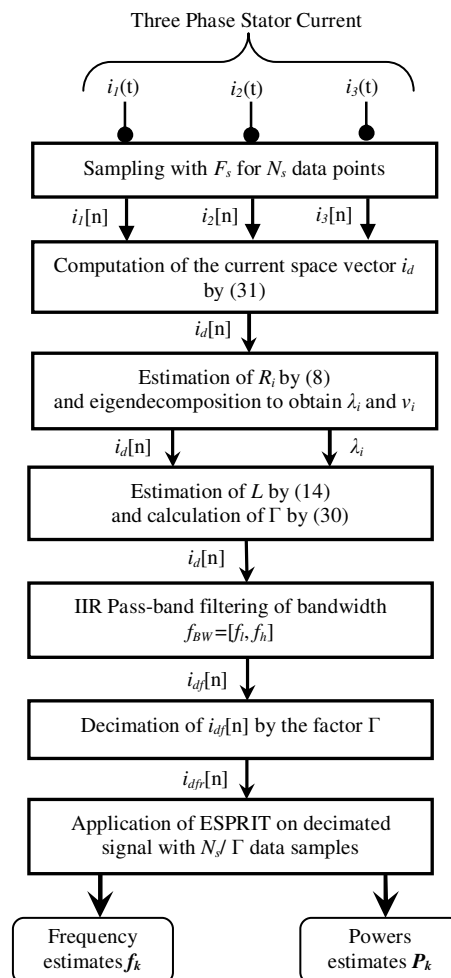 Three Phase Stator Current
i1(t) i2(t) i3(t)
Sampling with Fs for Ns data points
i1[n] i2[n] i3[n]
Computation of the current space vector id
by (31)
id[n]
Estimation of Ri by (8)
and eigendecomposition to obtain λi and vi
id[n] λi
Estimation of L by (14)
and calculation of Γ by (30)
id[n]
IIR Pass-band filtering of bandwidth
fBW=[fl, fh]
idf[n]
Decimation of idf[n] by the factor Γ
idfr[n]
Application of ESPRIT on decimated
signal with Ns/ Γ data samples
Frequency
estimates fk
Powers
estimates Pk